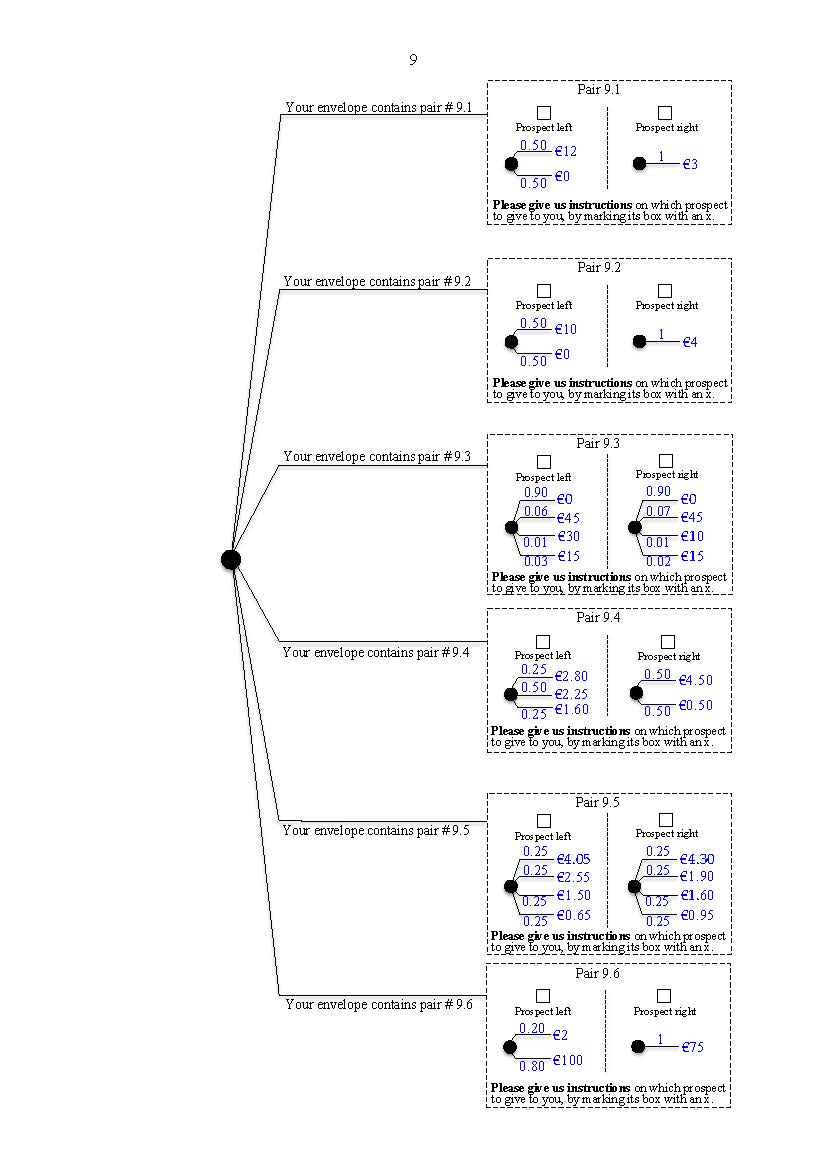 9
Your envelope contains pair # 9.1
Pair 9.1
Prospect left
Prospect right
0.50 €12
0.50 €0
1 €3
Please give us instructions on which prospect
to give to you, by marking its box with an x.
Your envelope contains pair # 9.2
Pair 9.2
Prospect left
Prospect right
0.50 €10
0.50 €0
1 €4
Please give us instructions on which prospect
to give to you, by marking its box with an x.
Your envelope contains pair # 9.3
Pair 9.3
Prospect left
Prospect right
0.90 €0
0.06 €45
0.01 €30
0.03 €15
0.90 €0
0.07 €45
0.01 €10
0.02 €15
Please give us instructions on which prospect
to give to you, by marking its box with an x.
Your envelope contains pair # 9.4
Pair 9.4
Prospect left
Prospect right
0.25 €2.80
0.50 €2.25
0.25 €1.60
0.50 €4.50
0.50 €0.50
Please give us instructions on which prospect
to give to you, by marking its box with an x.
Your envelope contains pair # 9.5
Pair 9.5
Prospect left
Prospect right
0.25 €4.05
0.25 €2.55
0.25 €1.50
0.25 €0.65
0.25 €4.30
0.25 €1.90
0.25 €1.60
0.25 €0.95
Please give us instructions on which prospect
to give to you, by marking its box with an x.
Your envelope contains pair # 9.6
Pair 9.6
Prospect left
Prospect right
0.20 €2
0.80 €100
1 €75
Please give us instructions on which prospect
to give to you, by marking its box with an x.